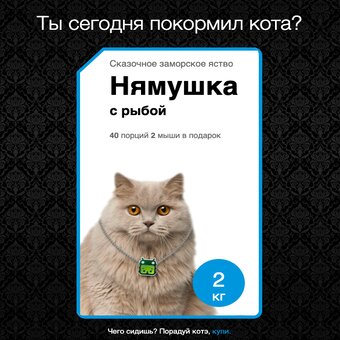 Ты сегодня покормил кота?
Сказочное заморское яство
Нямушка
с рыбой
40 порций 2 мыши в подарок
2
кг
Чего сидишь? Порадуй котэ, купи.